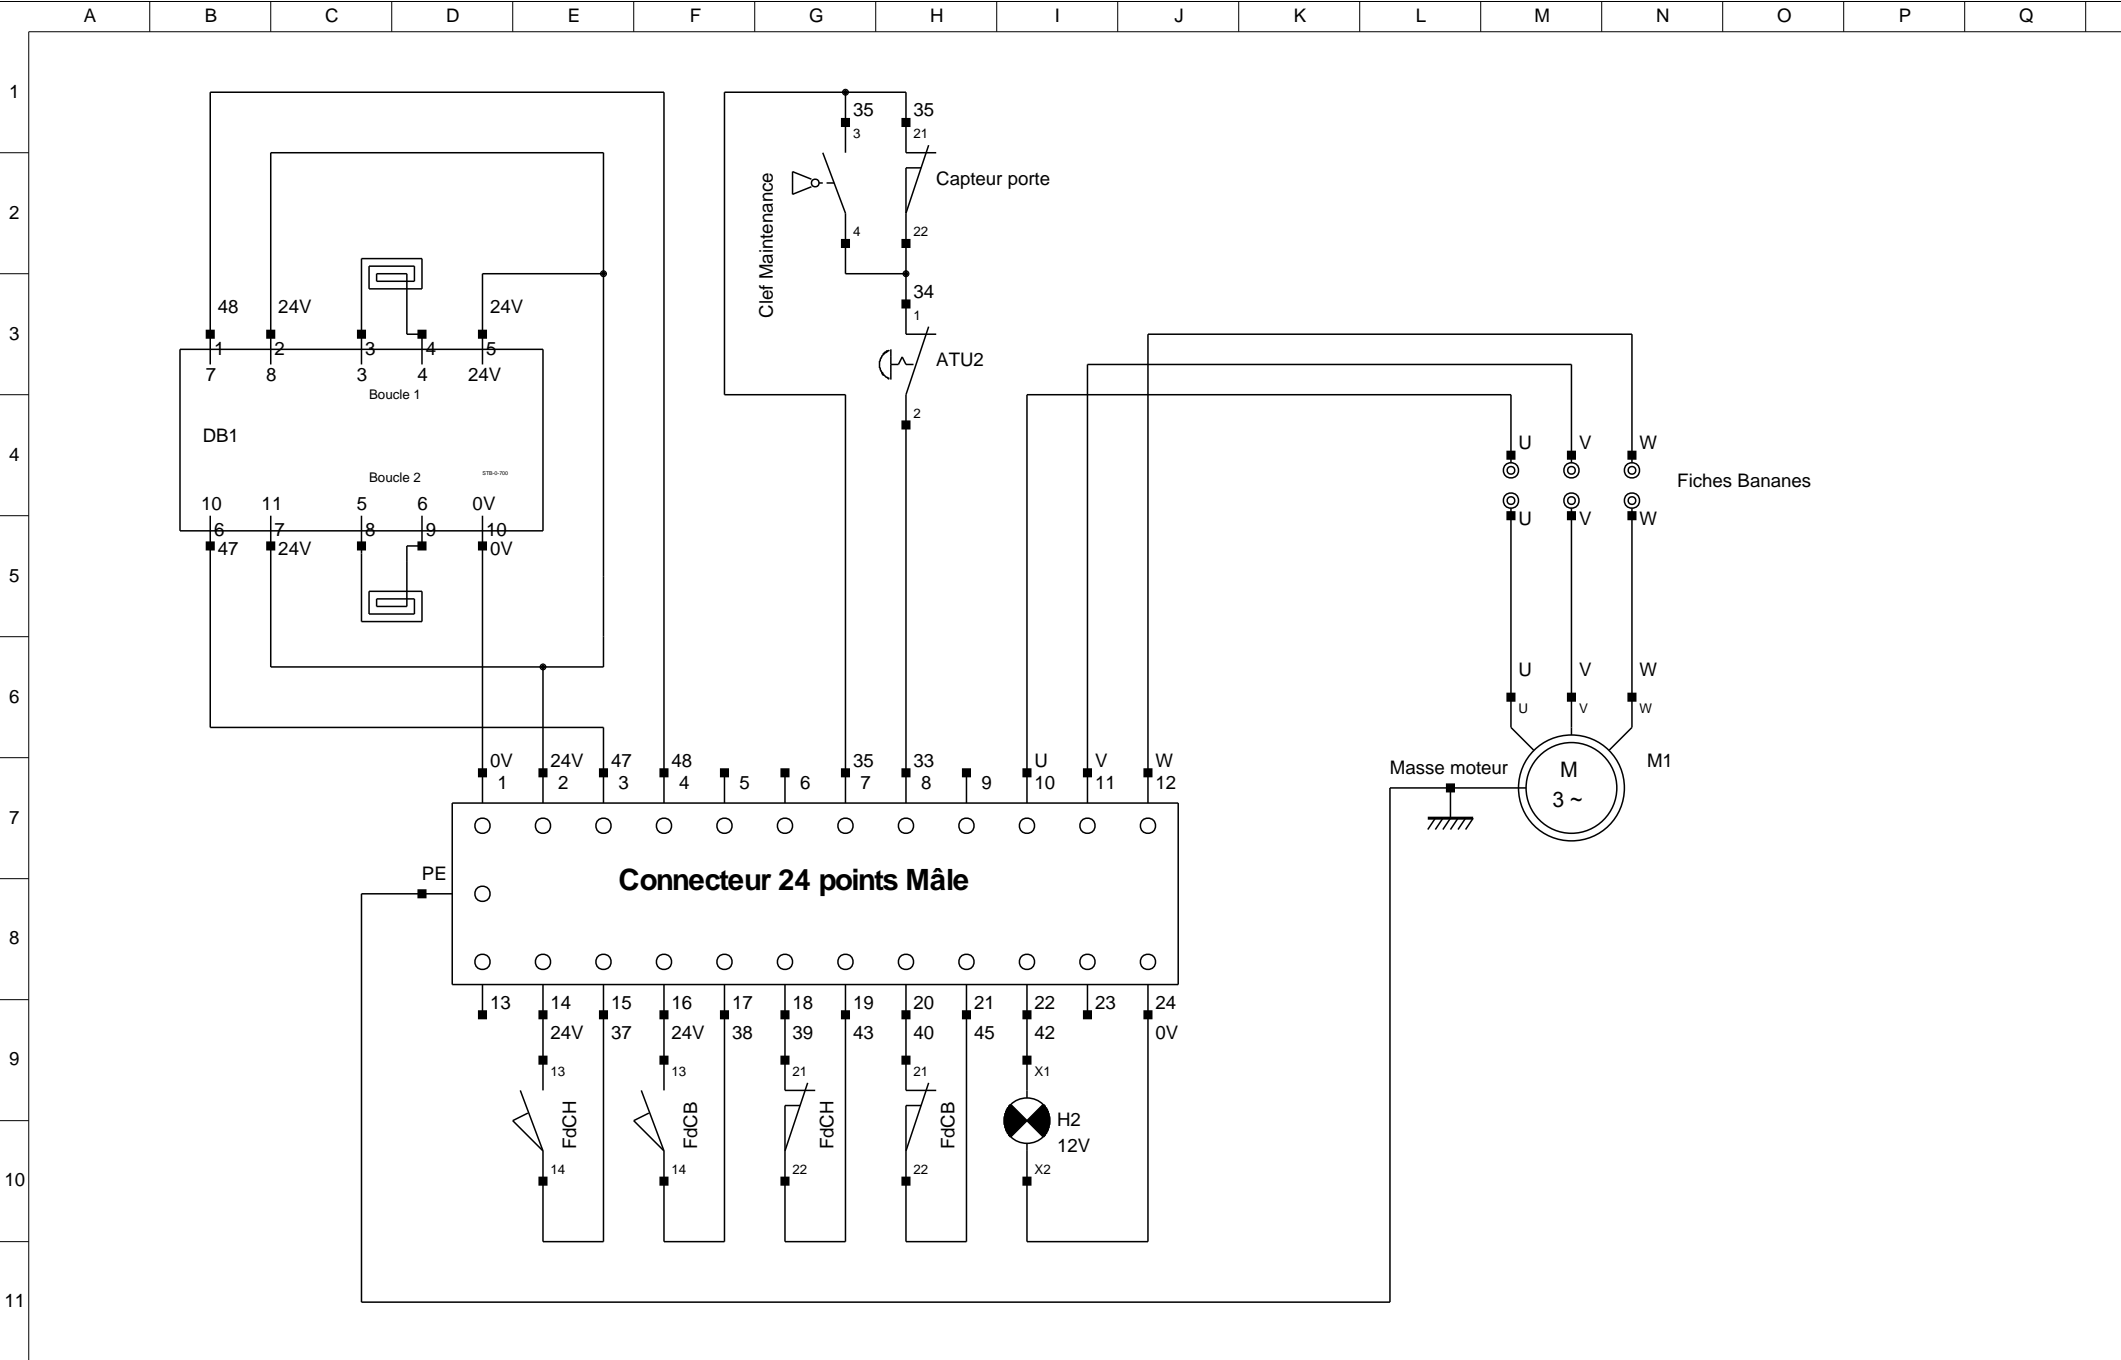 A B C D E F G H I J K L M N O P Q
1
2
3
4
5
6
7
8
9
10
11
35 35
3 21
Clef Maintenance
Capteur porte
4 22
34
1
ATU2
2
48 24V 24V
1 2 3 4 5
7 8 3 4 24V
Boucle 1
DB1
Boucle 2
STB-0-700
10 11 5 6 0V
6 7 8 9 10
47 24V 0V
U V W
Fiches Bananes
U V W
U V W
U V W
M1
Masse moteur
M
3 ~
0V 24V 47 48 35 33 U V W
1 2 3 4 5 6 7 8 9 10 11 12
PE
Connecteur 24 points Mâle
13 14 15 16 17 18 19 20 21 22 23 24
24V 37 24V 38 39 43 40 45 42 0V
13 13 21 21 X1
FdCH FdCB FdCH FdCB
H2
12V
14 14 22 22 X2